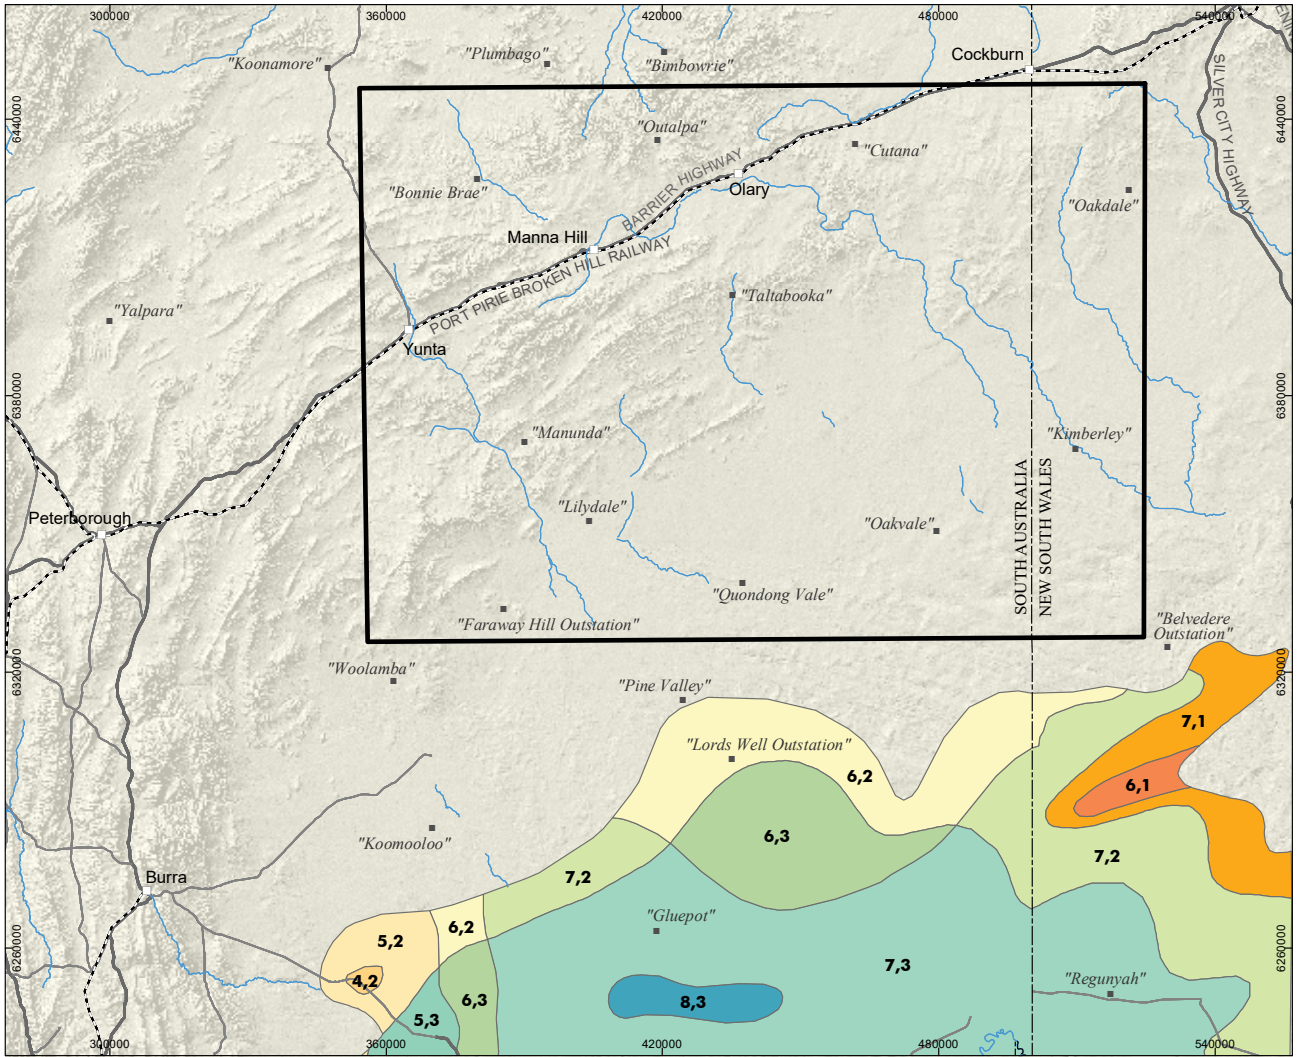 300000
360000
420000
480000
540000
Cockburn
"Koonamore"
"Plumbago"
"Bimbowrie"
SILVER CITY HIGHWAY
6440000
6440000
"Outalpa"
"Cutana"
BARRIER HIGHWAY
"Bonnie Brae"
Olary
"Oakdale"
Manna Hill
PORT PIRIE BROKEN HILL RAILWAY
"Taltabooka"
"Yalpara"
Yunta
6380000
6380000
"Manunda"
"Kimberley"
SOUTH AUSTRALIA
NEW SOUTH WALES
"Lilydale"
Peterborough
"Oakvale"
"Quondong Vale"
"Faraway Hill Outstation"
"Belvedere
Outstation"
6320000
6320000
"Woolamba"
"Pine Valley"
7,1
"Lords Well Outstation"
6,2
6,1
6,3
"Koomooloo"
7,2
7,2
Burra
"Gluepot"
6,2
5,2
6260000
6260000
7,3
4,2
"Regunyah"
6,3
8,3
5,3
300000
360000
420000
480000
540000